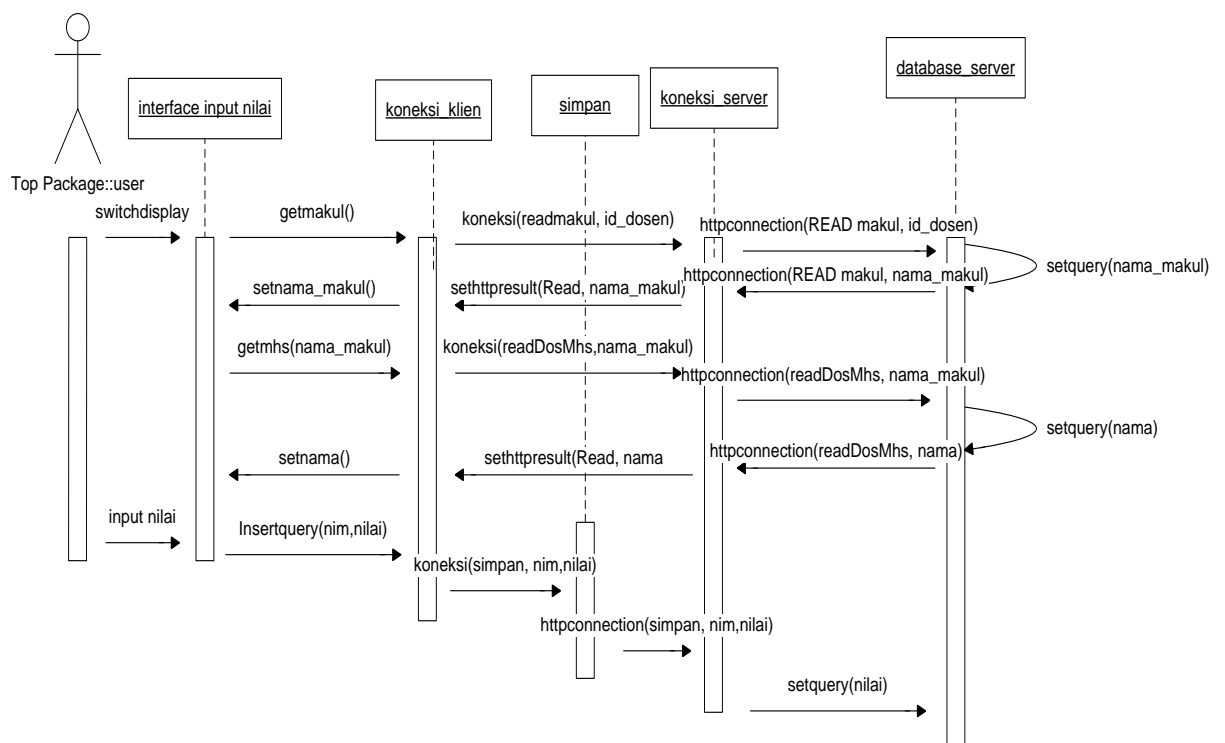 database_server
interface input nilai
koneksi_klien
simpan
koneksi_server
Top Package::user
switchdisplay
getmakul()
koneksi(readmakul, id_dosen)
httpconnection(READ makul, id_dosen)
setquery(nama_makul)
httpconnection(READ makul, nama_makul)
sethttpresult(Read, nama_makul)
setnama_makul()
getmhs(nama_makul)
koneksi(readDosMhs,nama_makul)
httpconnection(readDosMhs, nama_makul)
setquery(nama)
httpconnection(readDosMhs, nama)
sethttpresult(Read, nama
setnama()
input nilai
Insertquery(nim,nilai)
koneksi(simpan, nim,nilai)
httpconnection(simpan, nim,nilai)
setquery(nilai)